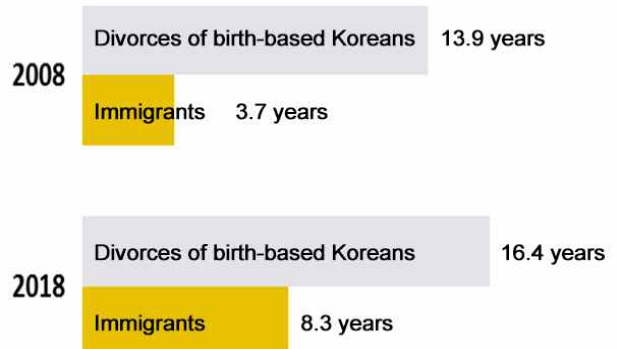 2008
Divorces of birth-based Koreans 13.9 years
Immigrants 3.7 years
2018
Divorces of birth-based Koreans 16.4 years
Immigrants 8.3 years